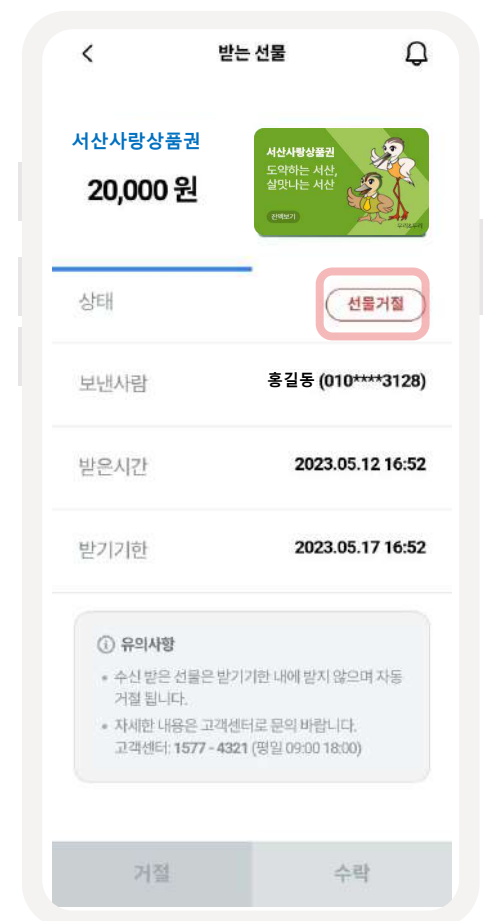 받는 선물
서산사랑상품권
20,000 원
서산사랑상품권
도약하는 서산,
살맛나는 서산
잔액보기
상태
선물거절
보낸사람
홍길동 (010****3128)
받은시간
2023.05.12 16:52
받기기한
2023.05.17 16:52
유의사항
• 수신 받은 선물은 받기기한 내에 받지 않으며 자동
거절 됩니다.
• 자세한 내용은 고객센터로 문의 바랍니다.
고객센터: 1577 - 4321 (평일 09:00 18:00)
거절
수락